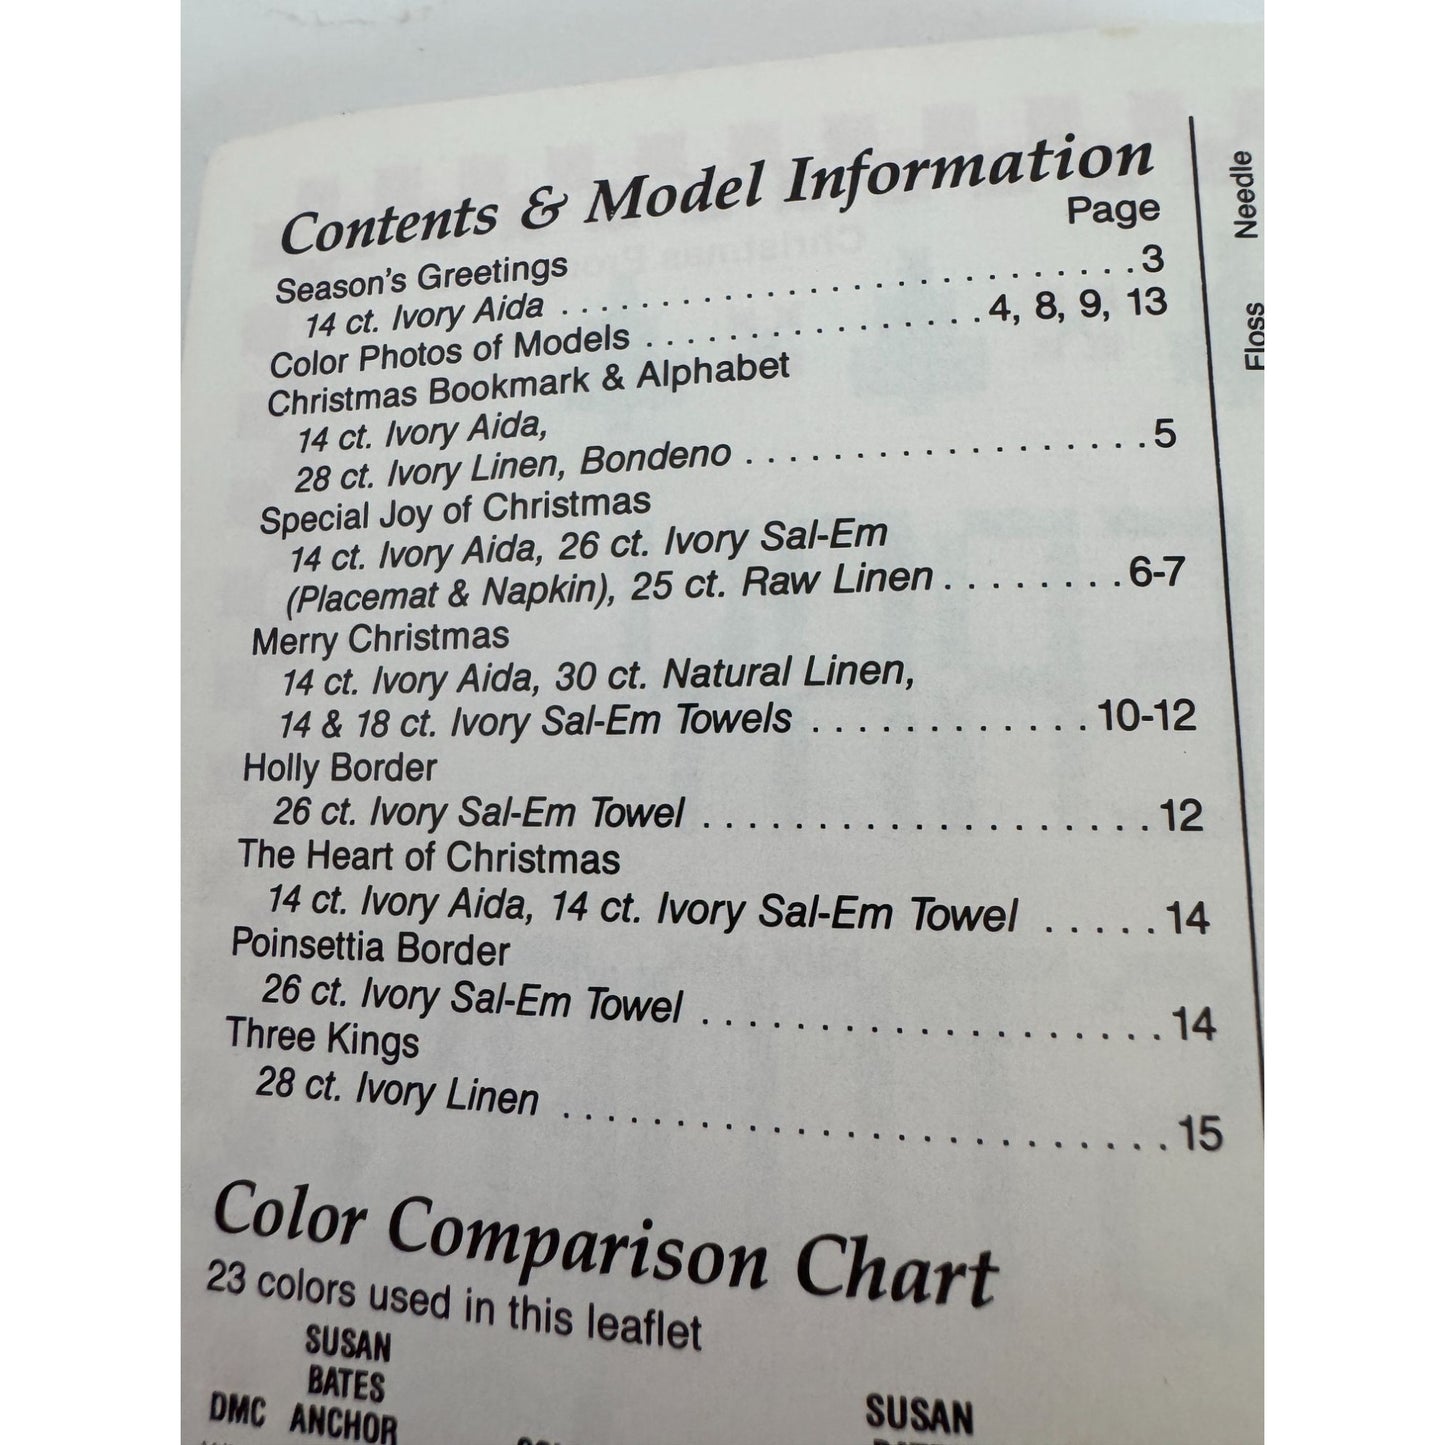 Contents & Model Information
Page
Season's Greetings
14 ct. Ivory Aida . . . . . . . . . . . . . . . . . . . . . . . . . . 3
Color Photos of Models . . . . . . . . . . . . . . . 4, 8, 9, 13
Christmas Bookmark & Alphabet
14 ct. Ivory Aida,
28 ct. Ivory Linen, Bondeno . . . . . . . . . . . . . . . . . . 5
Special Joy of Christmas
14 ct. Ivory Aida, 26 ct. Ivory Sal-Em
(Placemat & Napkin), 25 ct. Raw Linen . . . . . . . . 6-7
Merry Christmas
14 ct. Ivory Aida, 30 ct. Natural Linen,
14 & 18 ct. Ivory Sal-Em Towels . . . . . . . . . . . . 10-12
Holly Border
26 ct. Ivory Sal-Em Towel . . . . . . . . . . . . . . . . . . . . 12
The Heart of Christmas
14 ct. Ivory Aida, 14 ct. Ivory Sal-Em Towel . . . . . 14
Poinsettia Border
26 ct. Ivory Sal-Em Towel . . . . . . . . . . . . . . . . . . . . 14
Three Kings
28 ct. Ivory Linen . . . . . . . . . . . . . . . . . . . . . . . . . . 15
Color Comparison Chart
23 colors used in this leaflet
SUSAN
BATES
DMC ANCHOR
SUSAN
Needle
Floss